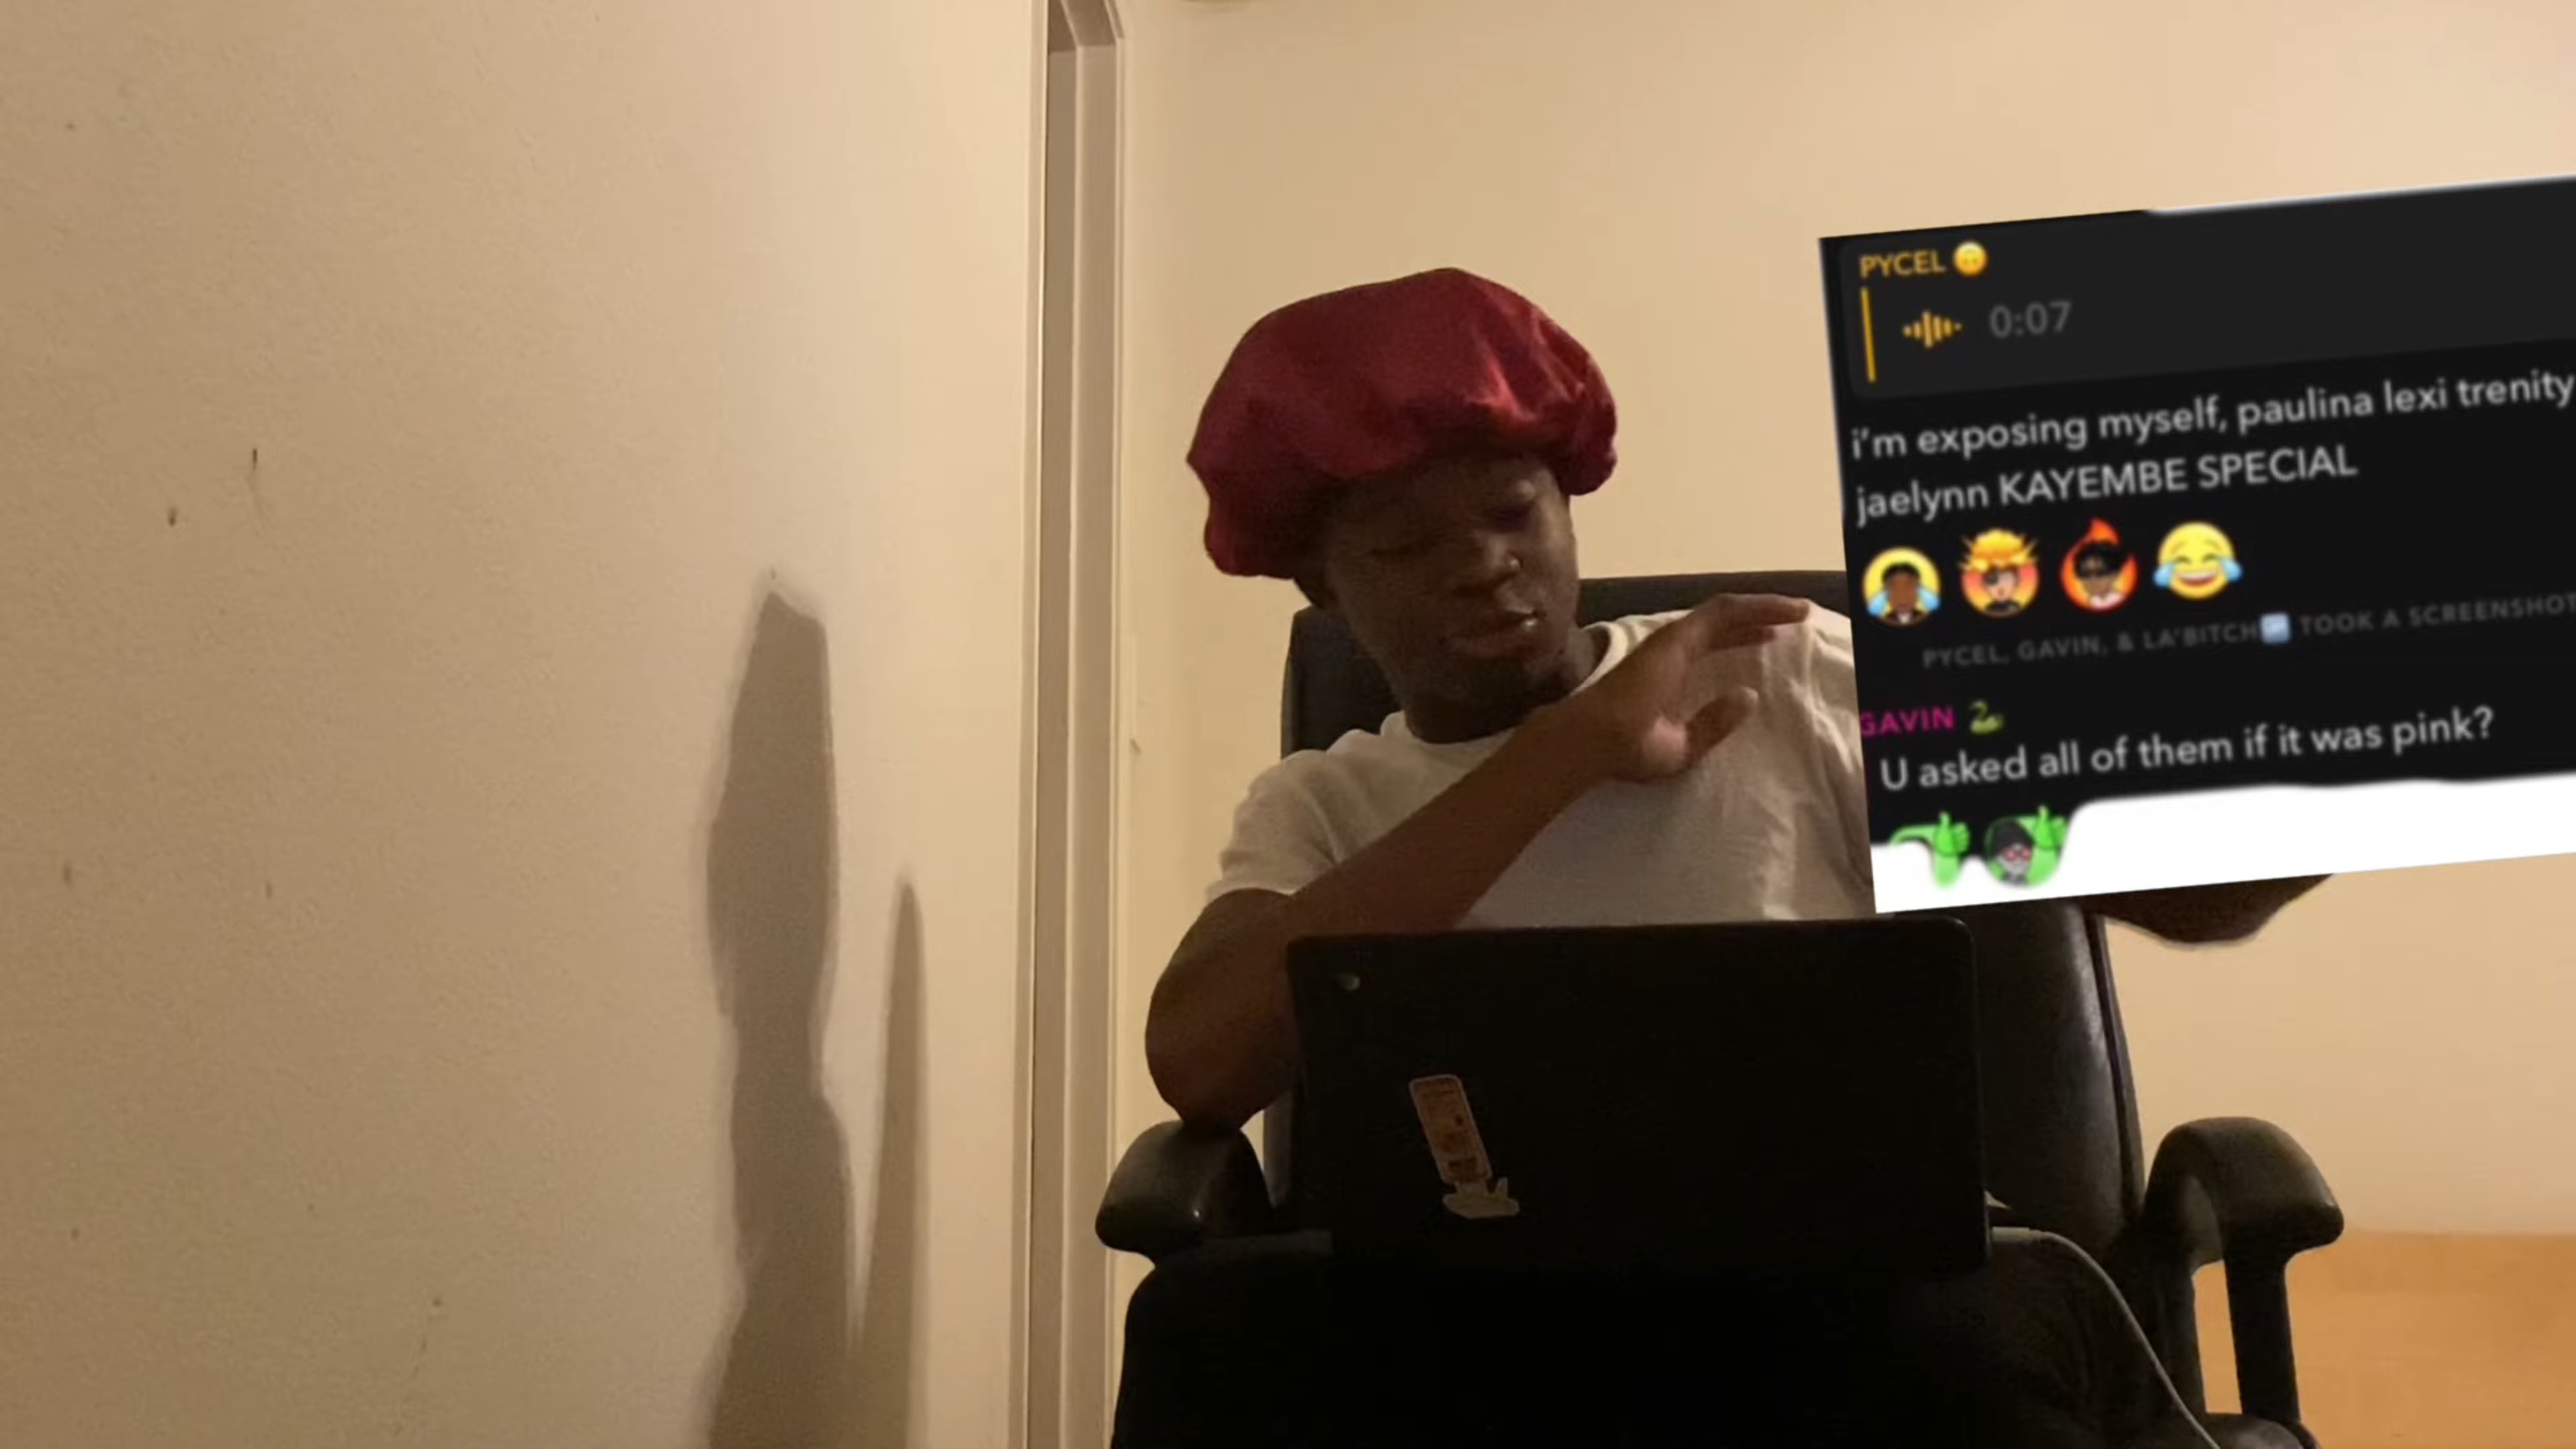 PYCEL
0:07
i'm exposing myself, paulina lexi trenity
jaelynn KAYEMBE SPECIAL
PYCEL, GAVIN, & LA'BITCH TOOK A SCREENSHOT
GAVIN
U asked all of them if it was pink?